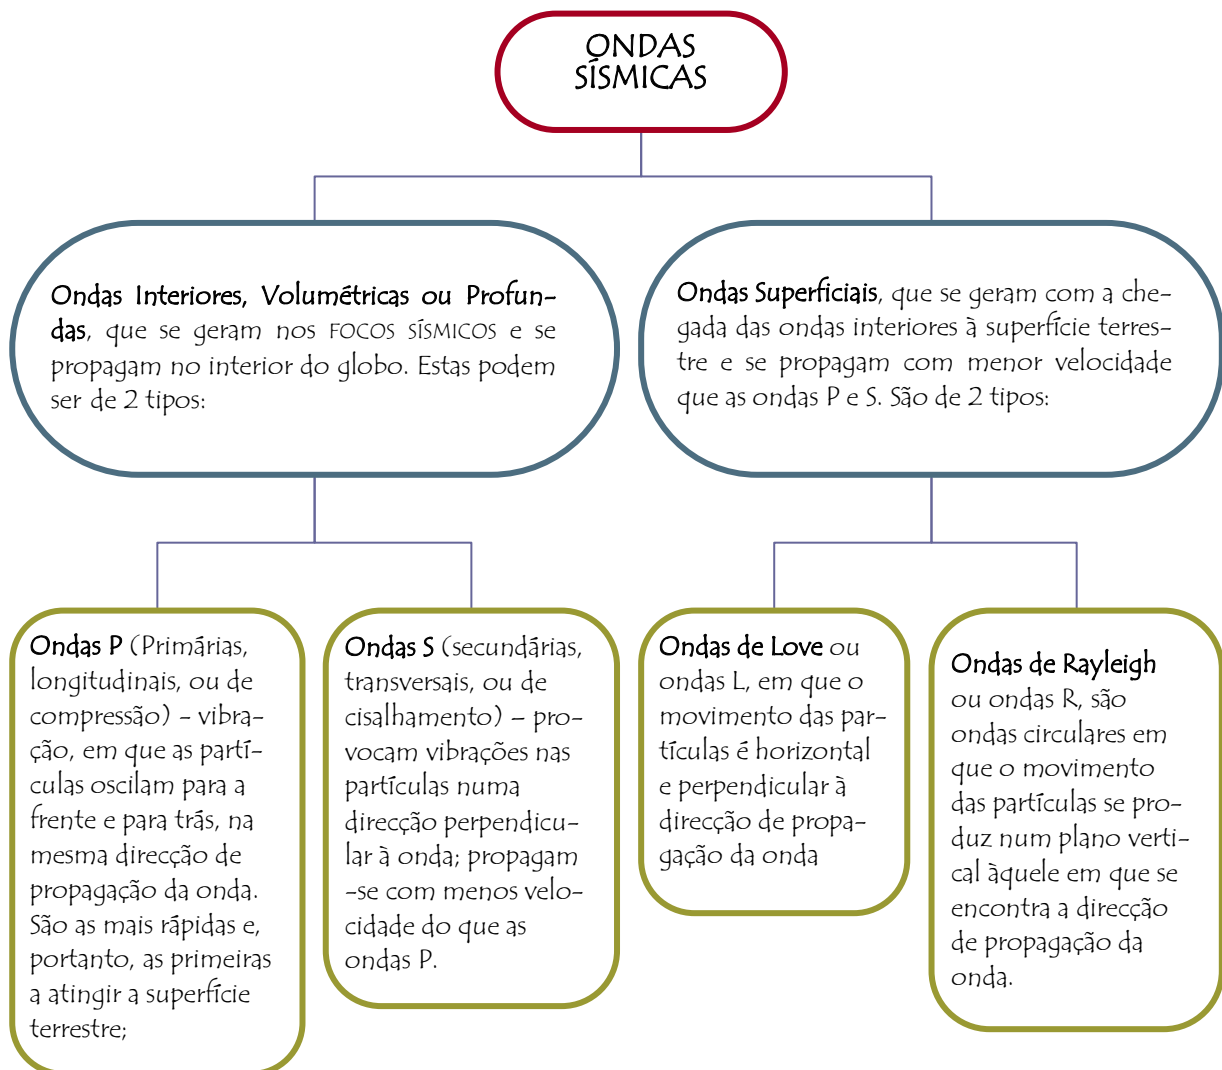 ONDAS
SÍSMICAS
Ondas Interiores, Volumétricas ou Profun-
das, que se geram nos FOCOS SÍSMICOS e se
propagam no interior do globo. Estas podem
ser de 2 tipos:
Ondas Superficiais, que se geram com a che-
gada das ondas interiores à superfície terres-
tre e se propagam com menor velocidade
que as ondas P e S. São de 2 tipos:
Ondas P (Primárias,
longitudinais, ou de
compressão) – vibra-
ção, em que as partí-
culas oscilam para a
frente e para trás, na
mesma direcção de
propagação da onda.
São as mais rápidas e,
portanto, as primeiras
a atingir a superfície
terrestre;
Ondas S (secundárias,
transversais, ou de
cisalhamento) – pro-
vocam vibrações nas
partículas numa
direcção perpendicu-
lar à onda; propagam
-se com menos velo-
cidade do que as
ondas P.
Ondas de Love ou
ondas L, em que o
movimento das par-
tículas é horizontal
e perpendicular à
direcção de propa-
gação da onda
Ondas de Rayleigh
ou ondas R, são
ondas circulares em
que o movimento
das partículas se pro-
duz num plano verti-
cal àquele em que se
encontra a direcção
de propagação da
onda.